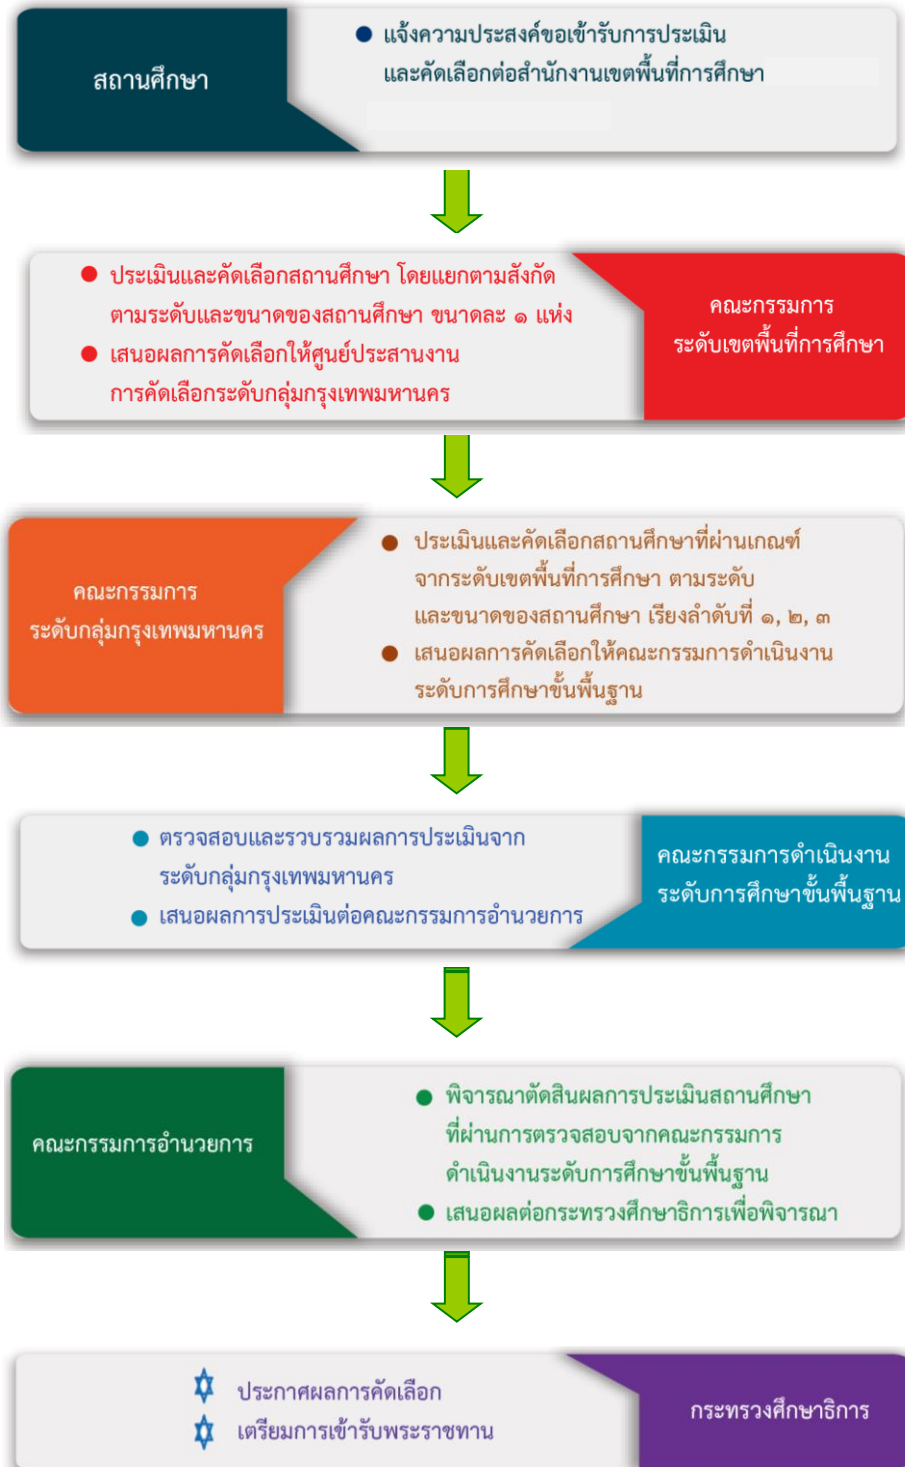 สถานศึกษา
● แจ้งความประสงค์ขอเข้ารับการประเมิน
และคัดเลือกต่อสำนักงานเขตพื้นที่การศึกษา
● ประเมินและคัดเลือกสถานศึกษา โดยแยกตามสังกัด
ตามระดับและขนาดของสถานศึกษา ขนาดละ ๑ แห่ง
● เสนอผลการคัดเลือกให้ศูนย์ประสานงาน
การคัดเลือกระดับกลุ่มกรุงเทพมหานคร
คณะกรรมการ
ระดับเขตพื้นที่การศึกษา
คณะกรรมการ
ระดับกลุ่มกรุงเทพมหานคร
● ประเมินและคัดเลือกสถานศึกษาที่ผ่านเกณฑ์
จากระดับเขตพื้นที่การศึกษา ตามระดับ
และขนาดของสถานศึกษา เรียงลำดับที่ ๑, ๒, ๓
● เสนอผลการคัดเลือกให้คณะกรรมการดำเนินงาน
ระดับการศึกษาขั้นพื้นฐาน
● ตรวจสอบและรวบรวมผลการประเมินจาก
ระดับกลุ่มกรุงเทพมหานคร
● เสนอผลการประเมินต่อคณะกรรมการอำนวยการ
คณะกรรมการดำเนินงาน
ระดับการศึกษาขั้นพื้นฐาน
คณะกรรมการอำนวยการ
● พิจารณาตัดสินผลการประเมินสถานศึกษา
ที่ผ่านการตรวจสอบจากคณะกรรมการ
ดำเนินงานระดับการศึกษาขั้นพื้นฐาน
● เสนอผลต่อกระทรวงศึกษาธิการเพื่อพิจารณา
✡ ประกาศผลการคัดเลือก
✡ เตรียมการเข้ารับพระราชทาน
กระทรวงศึกษาธิการ